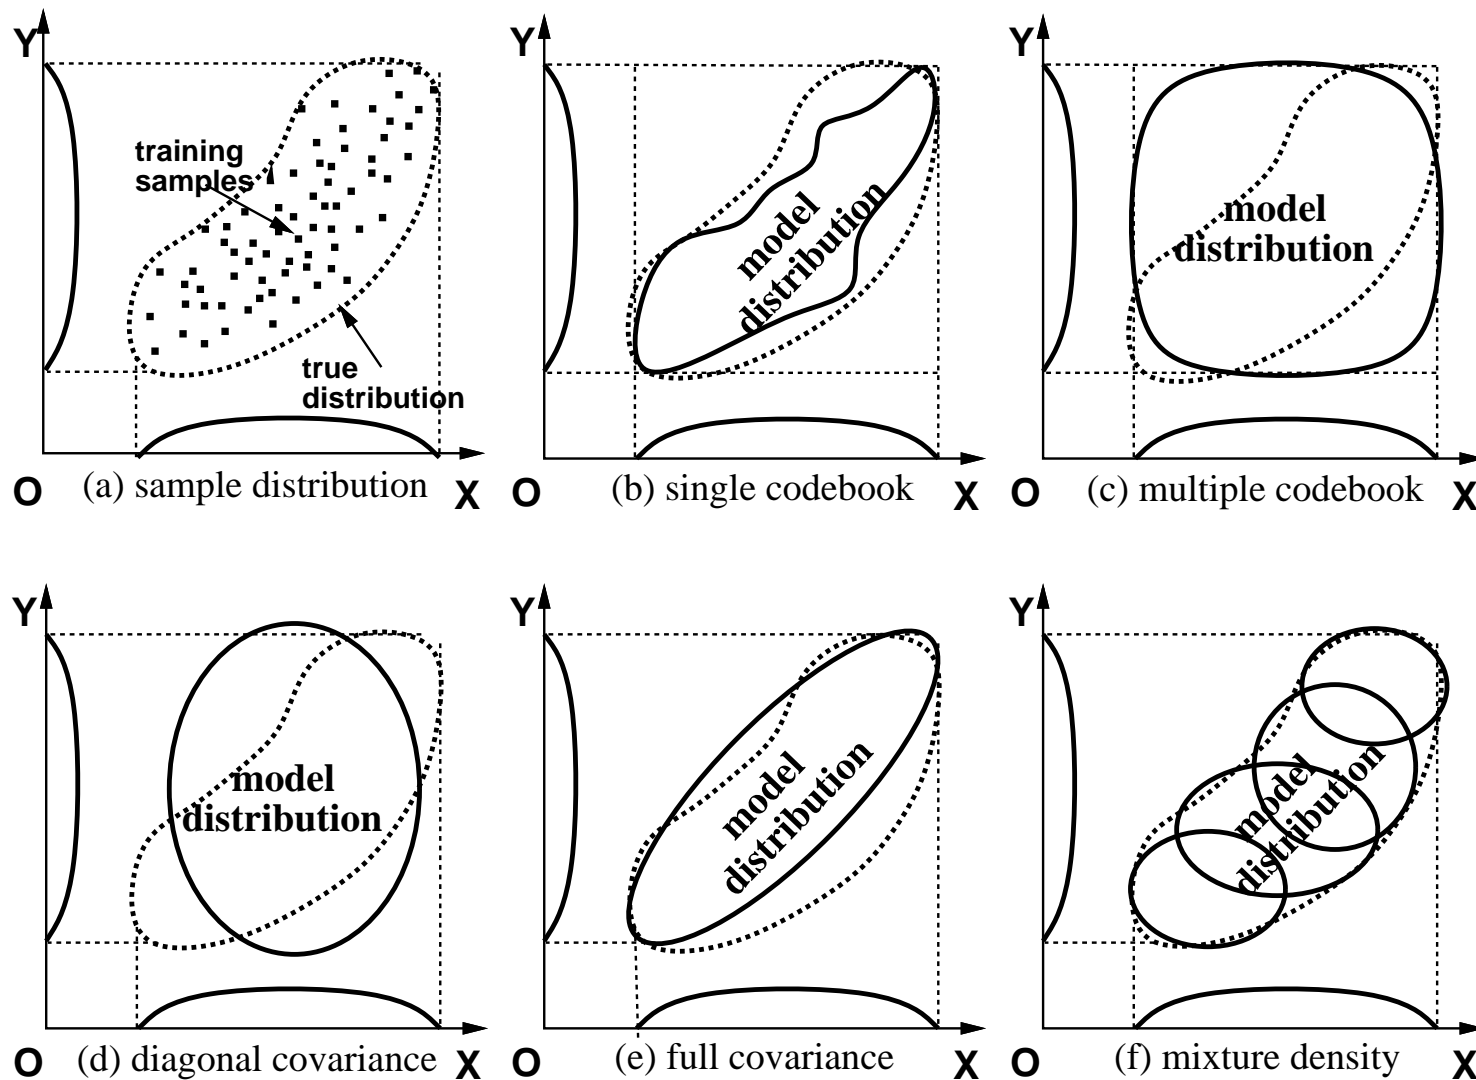 Y
training
samples
true
distribution
O
(a) sample distribution
X
Y
model
distribution
O
(b) single codebook
X
Y
model
distribution
O
(c) multiple codebook
X
Y
model
distribution
O
(d) diagonal covariance
X
Y
model
distribution
O
(e) full covariance
X
Y
model
distribution
O
(f) mixture density
X